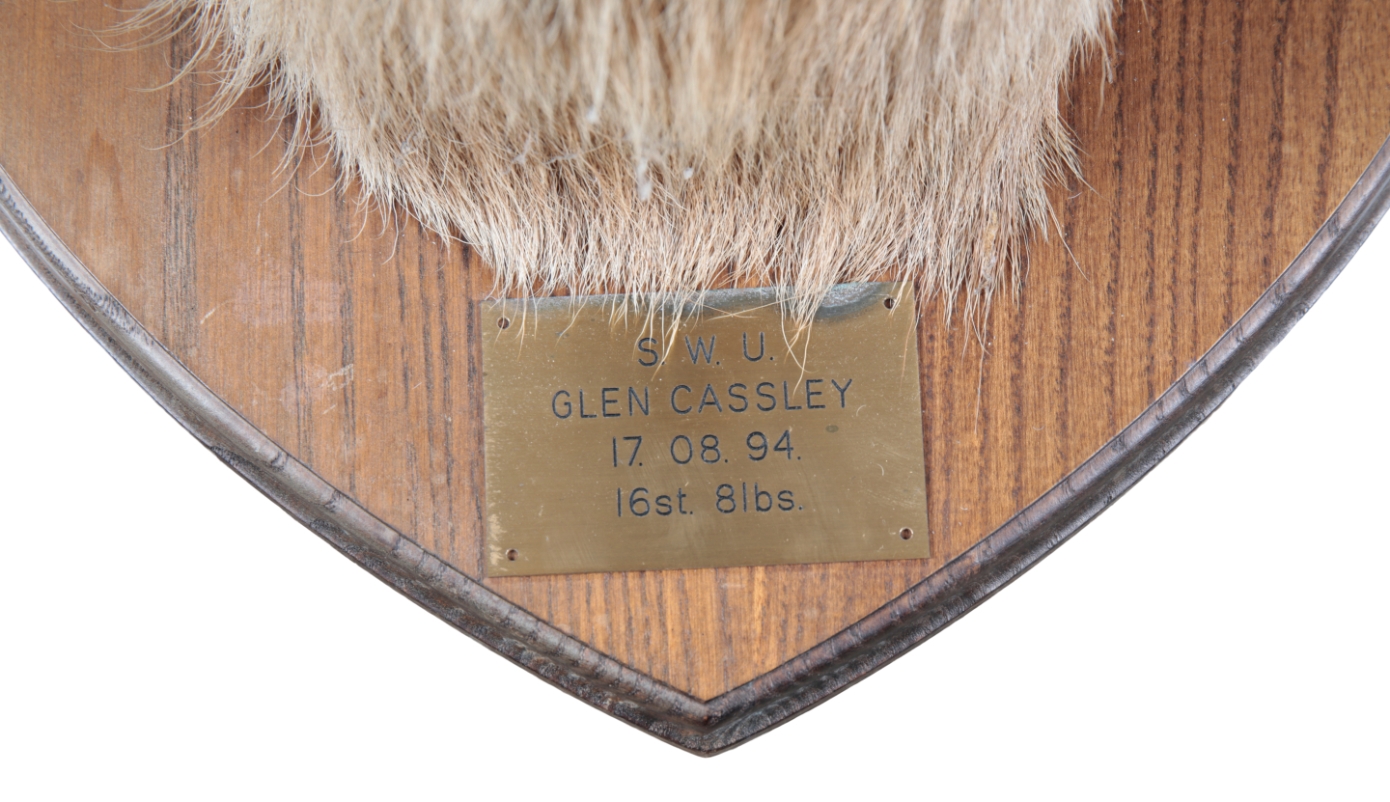 S. W. U.
GLEN CASSLEY
17. 08. 94.
16st. 8lbs.